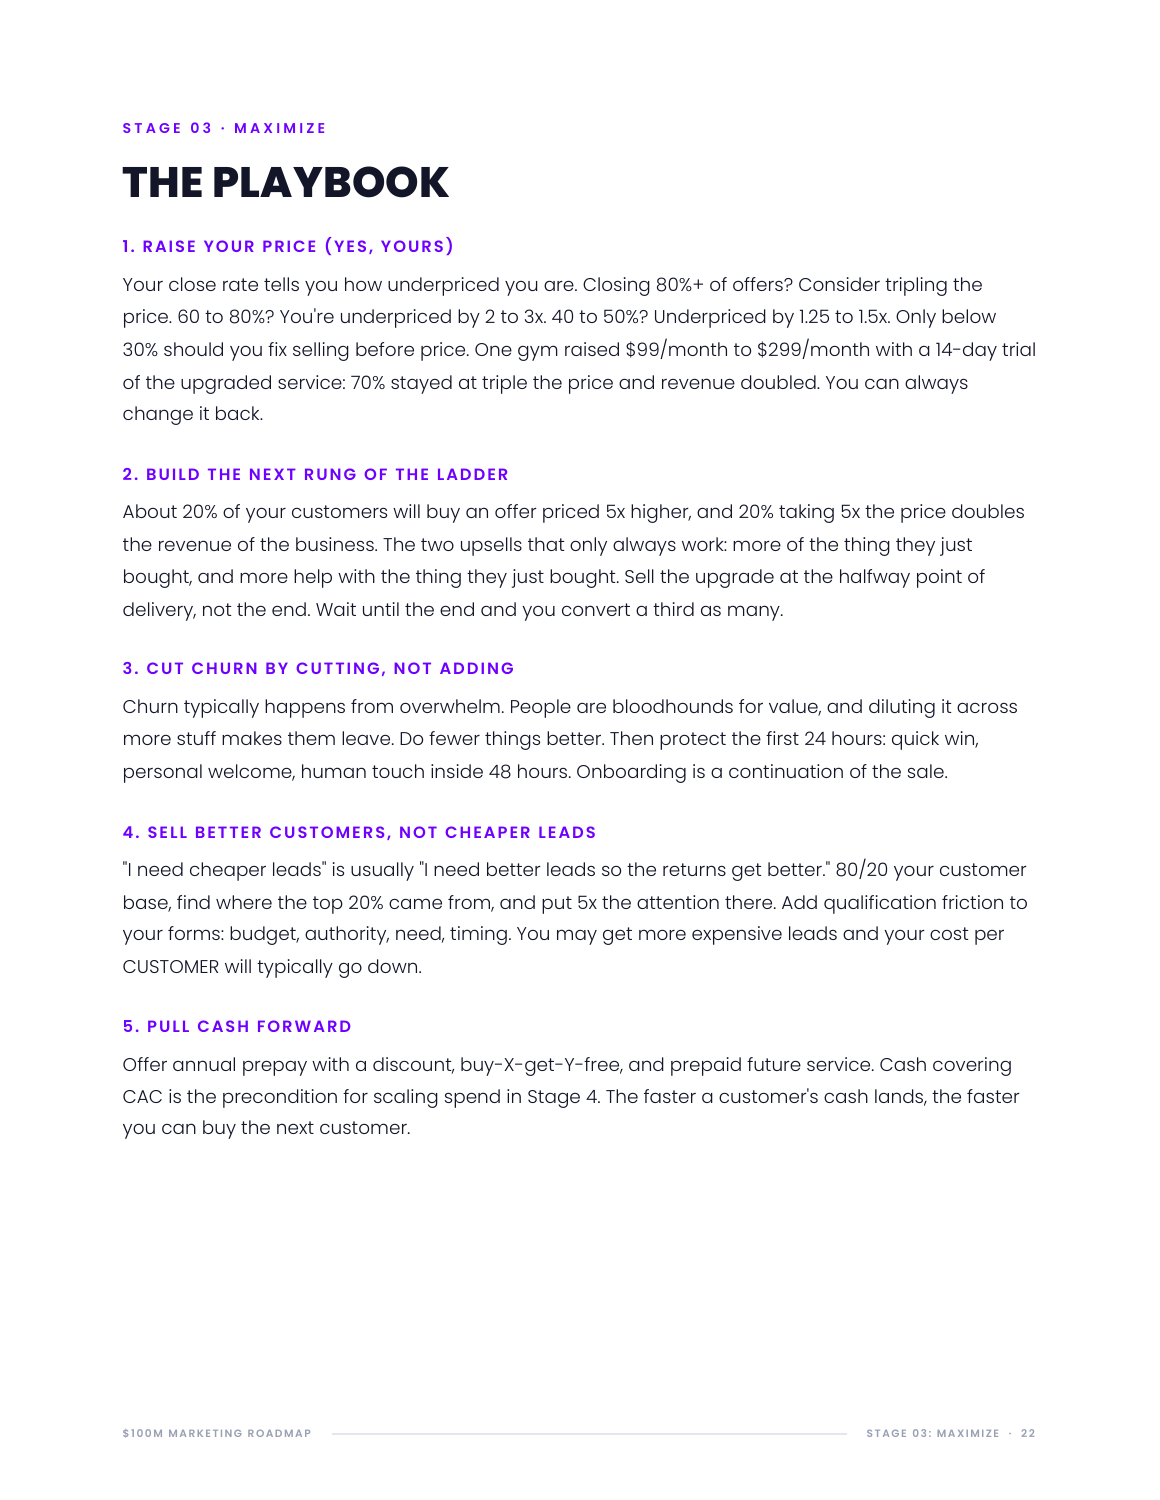 STAGE 03 · MAXIMIZE
THE PLAYBOOK
1. RAISE YOUR PRICE (YES, YOURS)
Your close rate tells you how underpriced you are. Closing 80%+ of offers? Consider tripling the
price. 60 to 80%? You're underpriced by 2 to 3x. 40 to 50%? Underpriced by 1.25 to 1.5x. Only below
30% should you fix selling before price. One gym raised $99/month to $299/month with a 14-day trial
of the upgraded service: 70% stayed at triple the price and revenue doubled. You can always
change it back.
2. BUILD THE NEXT RUNG OF THE LADDER
About 20% of your customers will buy an offer priced 5x higher, and 20% taking 5x the price doubles
the revenue of the business. The two upsells that only always work: more of the thing they just
bought, and more help with the thing they just bought. Sell the upgrade at the halfway point of
delivery, not the end. Wait until the end and you convert a third as many.
3. CUT CHURN BY CUTTING, NOT ADDING
Churn typically happens from overwhelm. People are bloodhounds for value, and diluting it across
more stuff makes them leave. Do fewer things better. Then protect the first 24 hours: quick win,
personal welcome, human touch inside 48 hours. Onboarding is a continuation of the sale.
4. SELL BETTER CUSTOMERS, NOT CHEAPER LEADS
"I need cheaper leads" is usually "I need better leads so the returns get better." 80/20 your customer
base, find where the top 20% came from, and put 5x the attention there. Add qualification friction to
your forms: budget, authority, need, timing. You may get more expensive leads and your cost per
CUSTOMER will typically go down.
5. PULL CASH FORWARD
Offer annual prepay with a discount, buy-X-get-Y-free, and prepaid future service. Cash covering
CAC is the precondition for scaling spend in Stage 4. The faster a customer's cash lands, the faster
you can buy the next customer.
$100M MARKETING ROADMAP STAGE 03: MAXIMIZE · 22